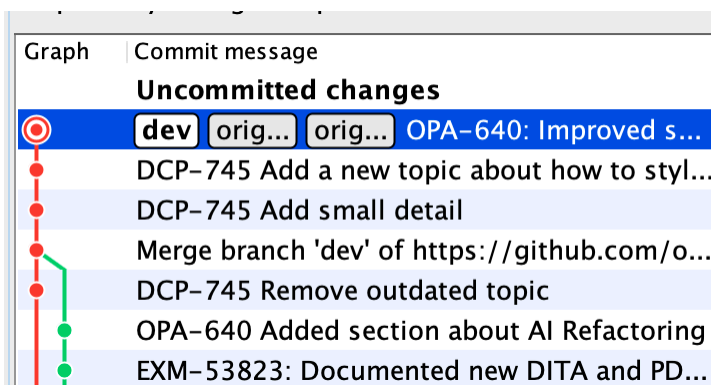 Graph Commit message
Uncommitted changes
dev orig... orig... OPA-640: Improved s...
DCP-745 Add a new topic about how to styl...
DCP-745 Add small detail
Merge branch 'dev' of https://github.com/o...
DCP-745 Remove outdated topic
OPA-640 Added section about AI Refactoring
EXM-53823: Documented new DITA and PD...